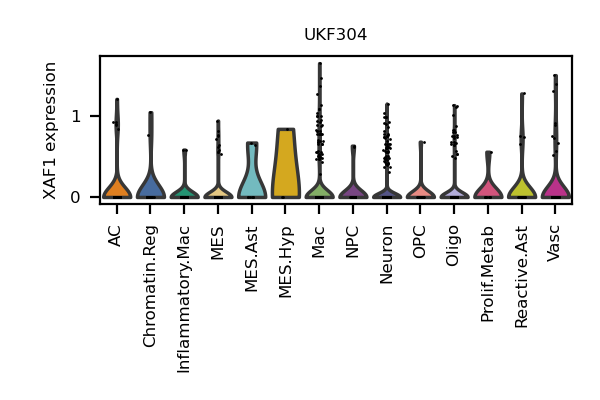 UKF304
XAF1 expression
1
0
AC
Chromatin.Reg
Inflammatory.Mac
MES
MES.Ast
MES.Hyp
Mac
NPC
Neuron
OPC
Oligo
Prolif.Metab
Reactive.Ast
Vasc